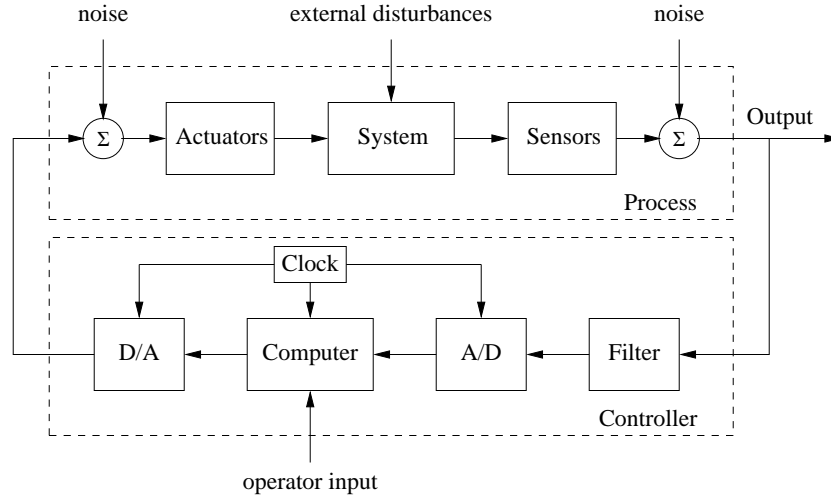 noise
external disturbances
noise
Output
Σ
Actuators
System
Sensors
Σ
Process
Clock
D/A
Computer
A/D
Filter
Controller
operator input